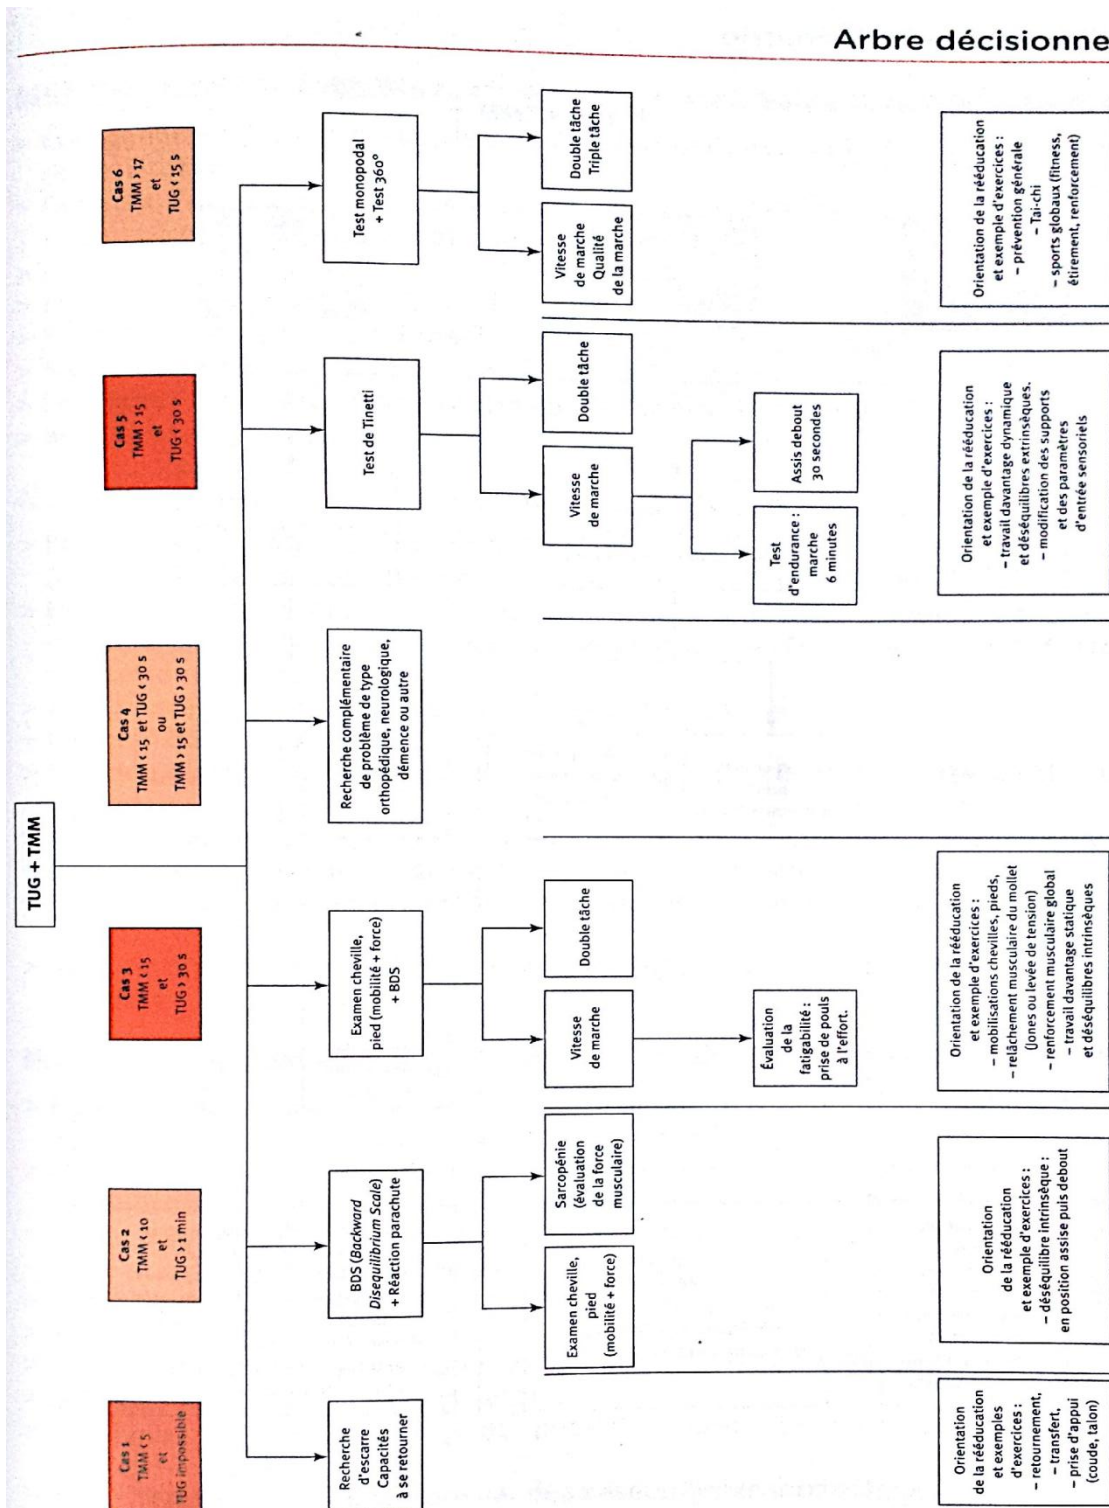 Arbre décisionne
TUG + TMM
Cas 1
TMM < 5
et
TUG impossible
Cas 2
TMM < 10
et
TUG > 1 min
Cas 3
TMM < 15
et
TUG > 30 s
Cas 4
TMM < 15 et TUG < 30 s
ou
TMM > 15 et TUG > 30 s
Cas 5
TMM > 15
et
TUG < 30 s
Cas 6
TMM > 17
et
TUG < 15 s
Recherche
d'escarre
Capacités
à se retourner
BDS (Backward
Disequilibrium Scale)
+ Réaction parachute
Examen cheville,
pied (mobilité + force)
+ BDS
Recherche complémentaire
de problème de type
orthopédique, neurologique,
démence ou autre
Test de Tinetti
Test monopodal
+ Test 360°
Examen cheville,
pied
(mobilité + force)
Sarcopénie
(évaluation
de la force
musculaire)
Vitesse
de marche
Double tâche
Vitesse
de marche
Double tâche
Vitesse
de marche
Qualité
de la marche
Double tâche
Triple tâche
Évaluation
de la
fatigabilité :
prise de pouls
à l'effort.
Test
d'endurance :
marche
6 minutes
Assis debout
30 secondes
Orientation
de la rééducation
et exemples
d'exercices :
– retournement,
– transfert,
– prise d'appui
(coude, talon)
Orientation
de la rééducation
et exemple d'exercices :
– déséquilibre intrinsèque :
en position assise puis debout
Orientation de la rééducation
et exemple d'exercices :
– mobilisations chevilles, pieds,
– relâchement musculaire du mollet
(Jones ou levée de tension)
– renforcement musculaire global
– travail davantage statique
et déséquilibres intrinsèques
Orientation de la rééducation
et exemple d'exercices :
– travail davantage dynamique
et déséquilibres extrinsèques.
– modification des supports
et des paramètres
d'entrée sensoriels
Orientation de la rééducation
et exemple d'exercices :
– prévention générale
– Tai-chi
– sports globaux (fitness,
étirement, renforcement)